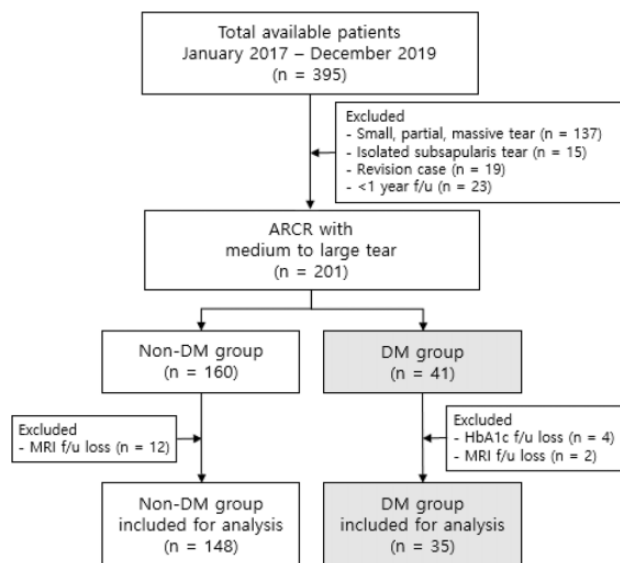 Total available patients
January 2017 – December 2019
(n = 395)
Excluded
- Small, partial, massive tear (n = 137)
- Isolated subsapularis tear (n = 15)
- Revision case (n = 19)
- <1 year f/u (n = 23)
ARCR with
medium to large tear
(n = 201)
Non-DM group
(n = 160)
DM group
(n = 41)
Excluded
- MRI f/u loss (n = 12)
Excluded
- HbA1c f/u loss (n = 4)
- MRI f/u loss (n = 2)
Non-DM group
included for analysis
(n = 148)
DM group
included for analysis
(n = 35)